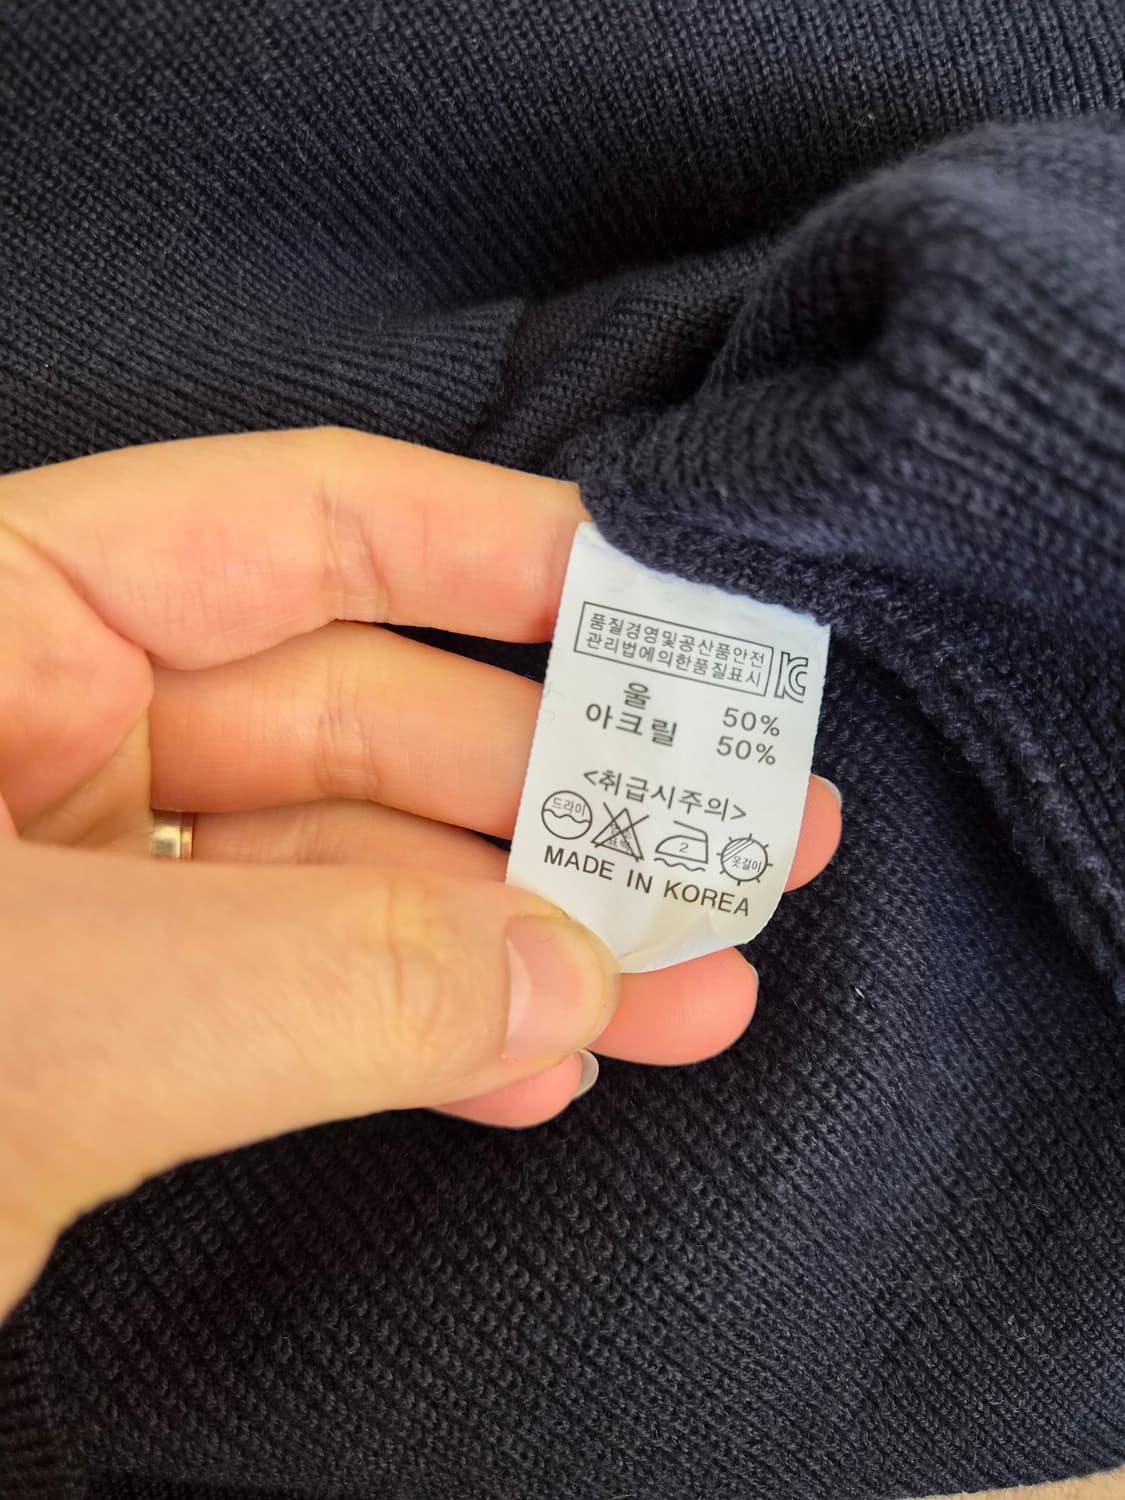 품질경영및공산품안전
관리법에의한품질표시
울 50%
아크릴 50%
<취급시주의>
드라이
표백
2
옷걸이
MADE IN KOREA